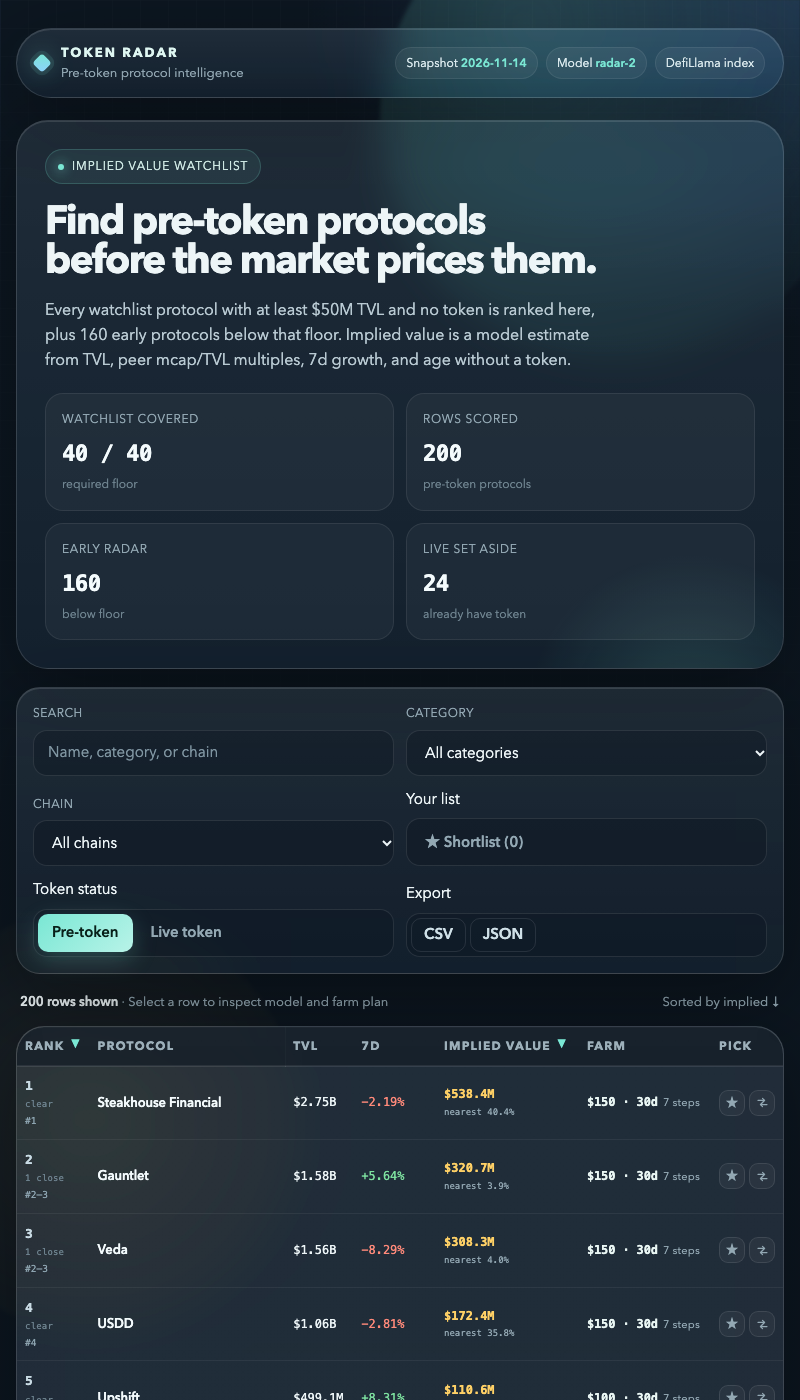 TOKEN RADAR
Pre-token protocol intelligence
Snapshot 2026-11-14
Model radar-2
DefiLlama index
IMPLIED VALUE WATCHLIST
Find pre-token protocols
before the market prices them.
Every watchlist protocol with at least $50M TVL and no token is ranked here,
plus 160 early protocols below that floor. Implied value is a model estimate
from TVL, peer mcap/TVL multiples, 7d growth, and age without a token.
WATCHLIST COVERED
40 / 40
required floor
ROWS SCORED
200
pre-token protocols
EARLY RADAR
160
below floor
LIVE SET ASIDE
24
already have token
SEARCH
Name, category, or chain
CATEGORY
All categories
CHAIN
All chains
Your list
★ Shortlist (0)
Token status
Pre-token
Live token
Export
CSV
JSON
200 rows shown · Select a row to inspect model and farm plan
Sorted by implied ↓
RANK ▼ PROTOCOL TVL 7D IMPLIED VALUE ▼ FARM PICK
1
clear
#1
Steakhouse Financial
$2.75B
−2.19%
$538.4M
nearest 40.4%
$150 · 30d 7 steps
2
1 close
#2–3
Gauntlet
$1.58B
+5.64%
$320.7M
nearest 3.9%
$150 · 30d 7 steps
3
1 close
#2–3
Veda
$1.56B
−8.29%
$308.3M
nearest 4.0%
$150 · 30d 7 steps
4
clear
#4
USDD
$1.06B
−2.81%
$172.4M
nearest 35.8%
$150 · 30d 7 steps
5
clear
Upshift
$499.1M
+8.31%
$110.6M
$100 · 30d 7 steps